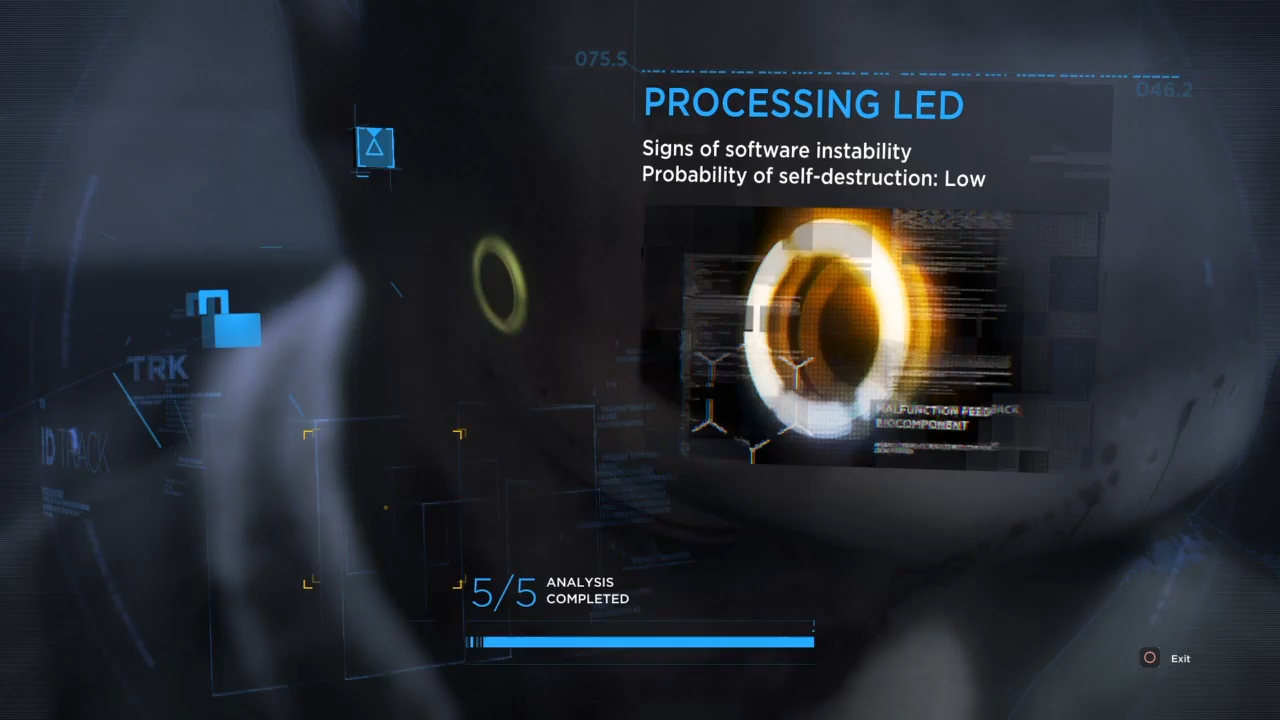 075.5
046.2
PROCESSING LED
Signs of software instability
Probability of self-destruction: Low
TRK
ID TRACK
MALFUNCTION FEEDBACK
BIOCOMPONENT
5/5
ANALYSIS
COMPLETED
Exit